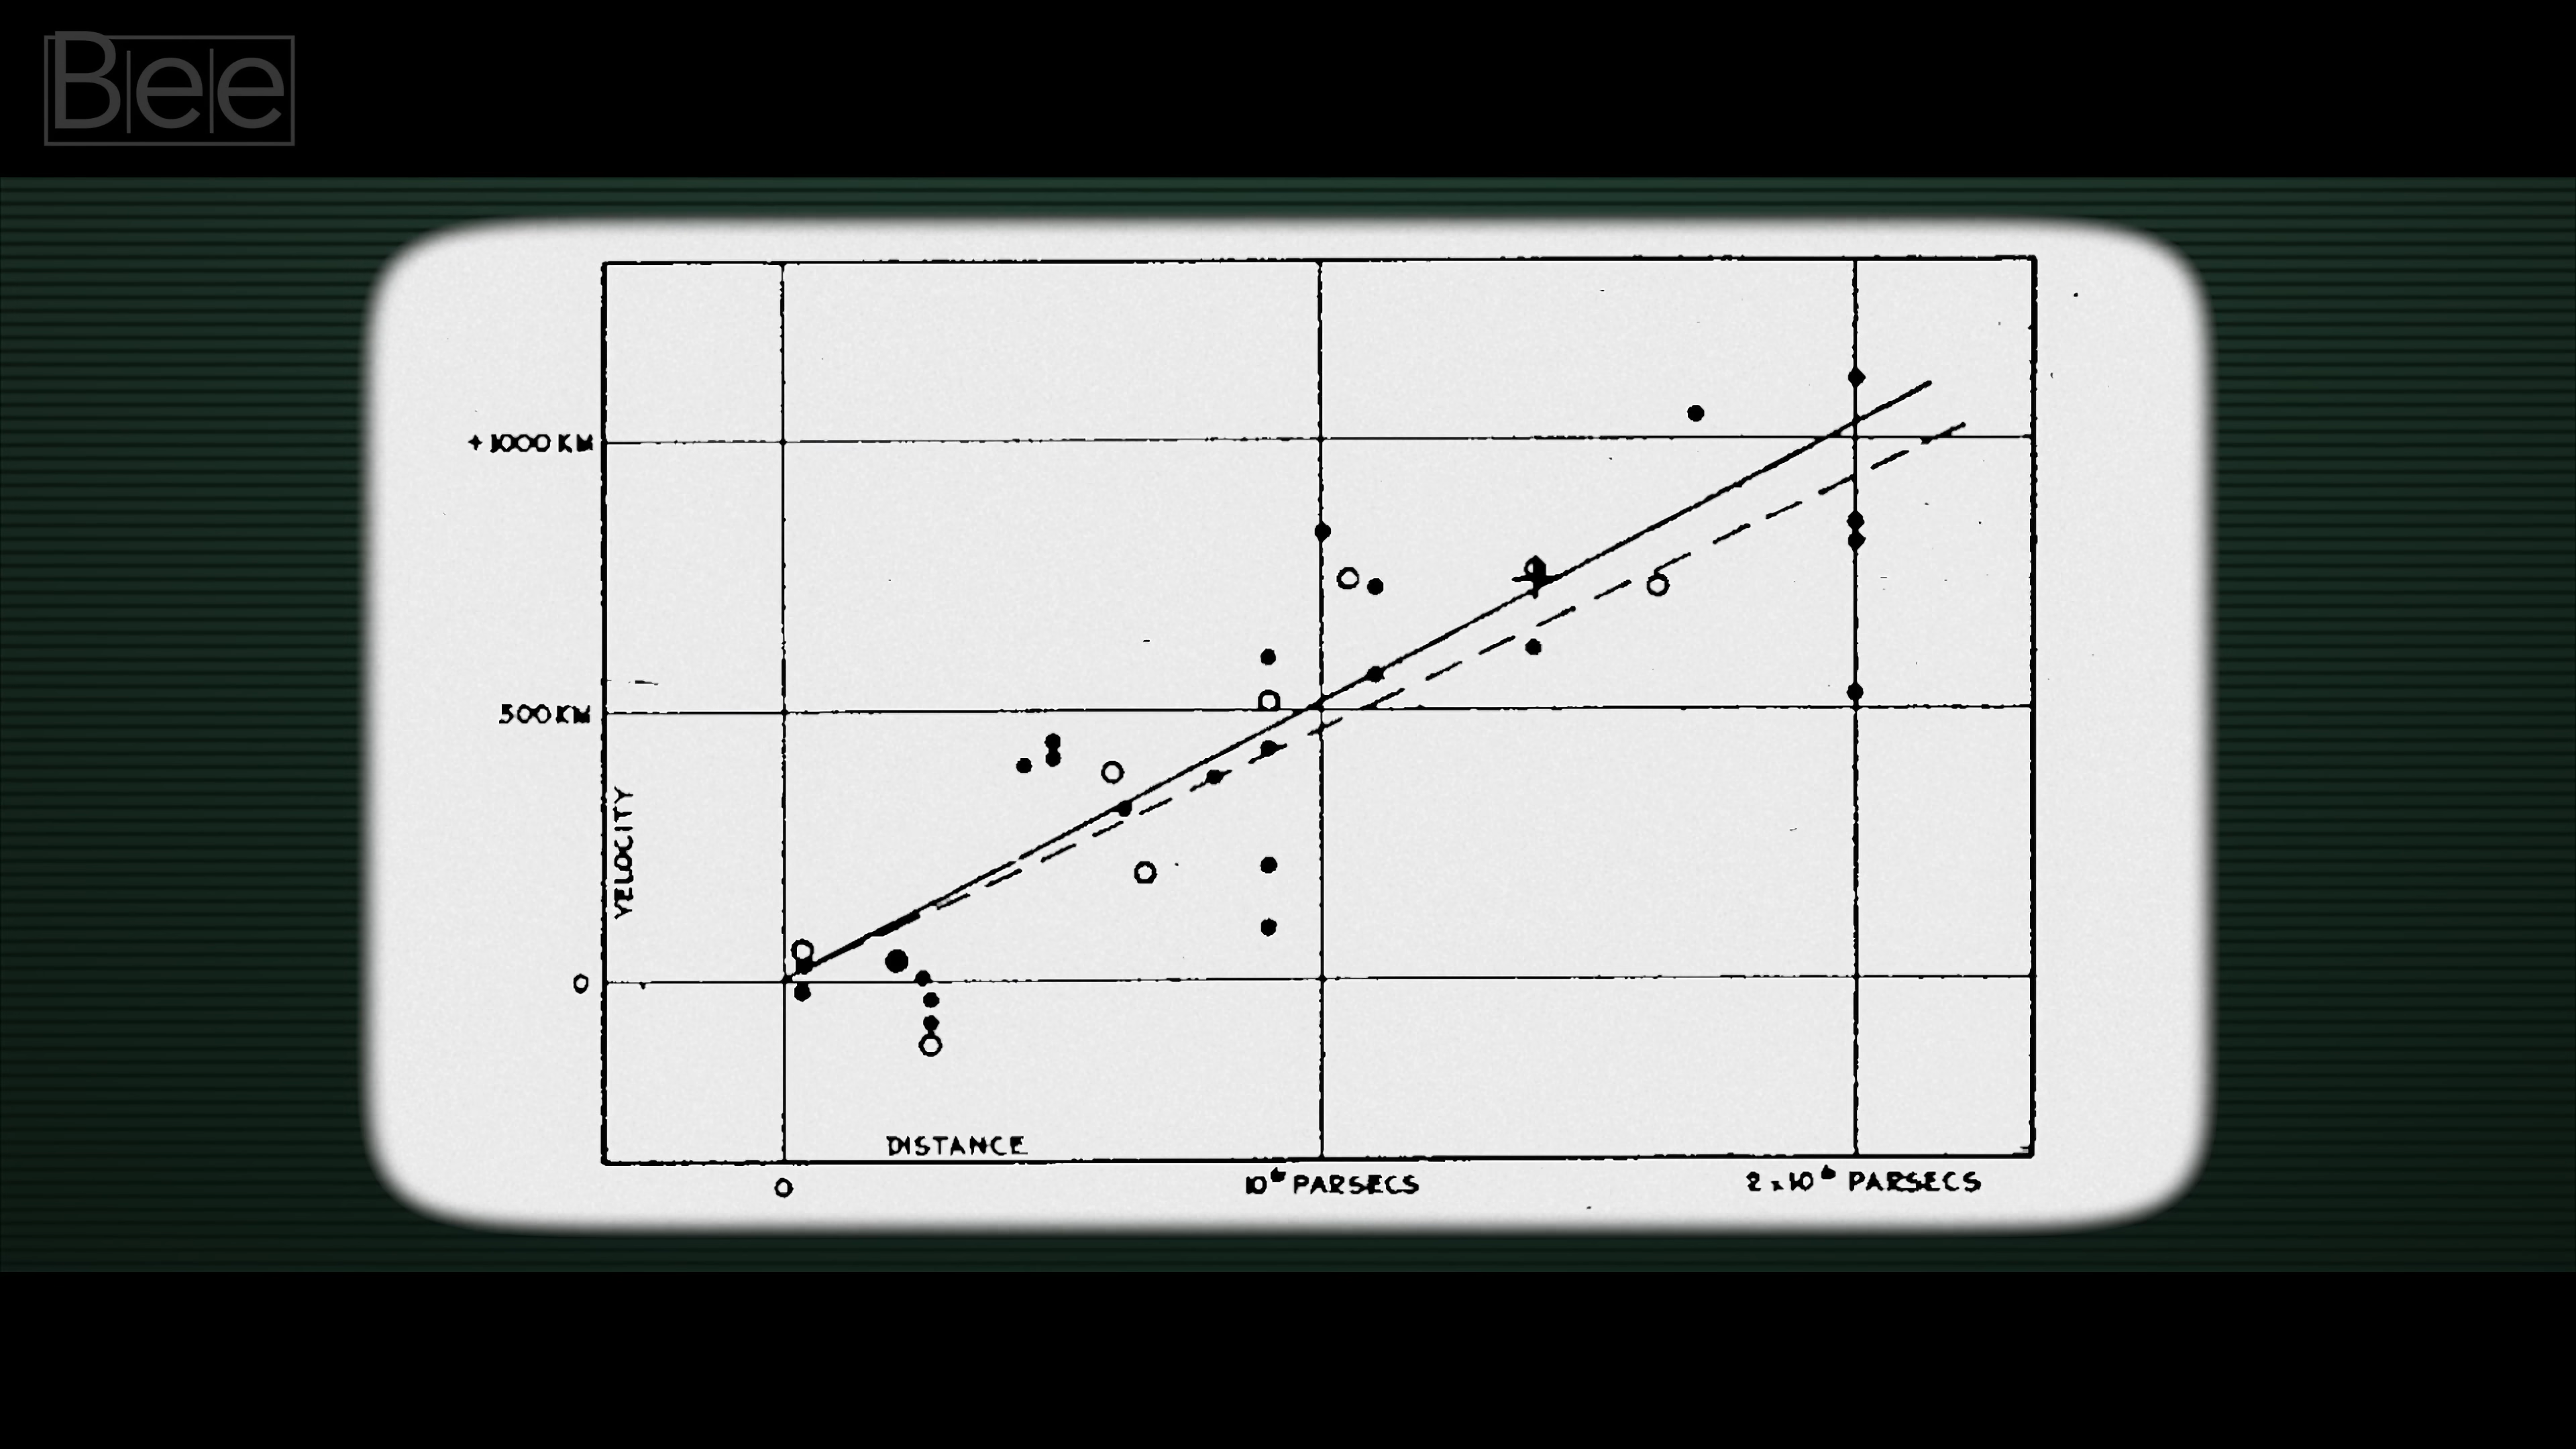 Bee
+1000 KM
500 KM
VELOCITY
0
DISTANCE
0
10⁶ PARSECS
2 x 10⁶ PARSECS